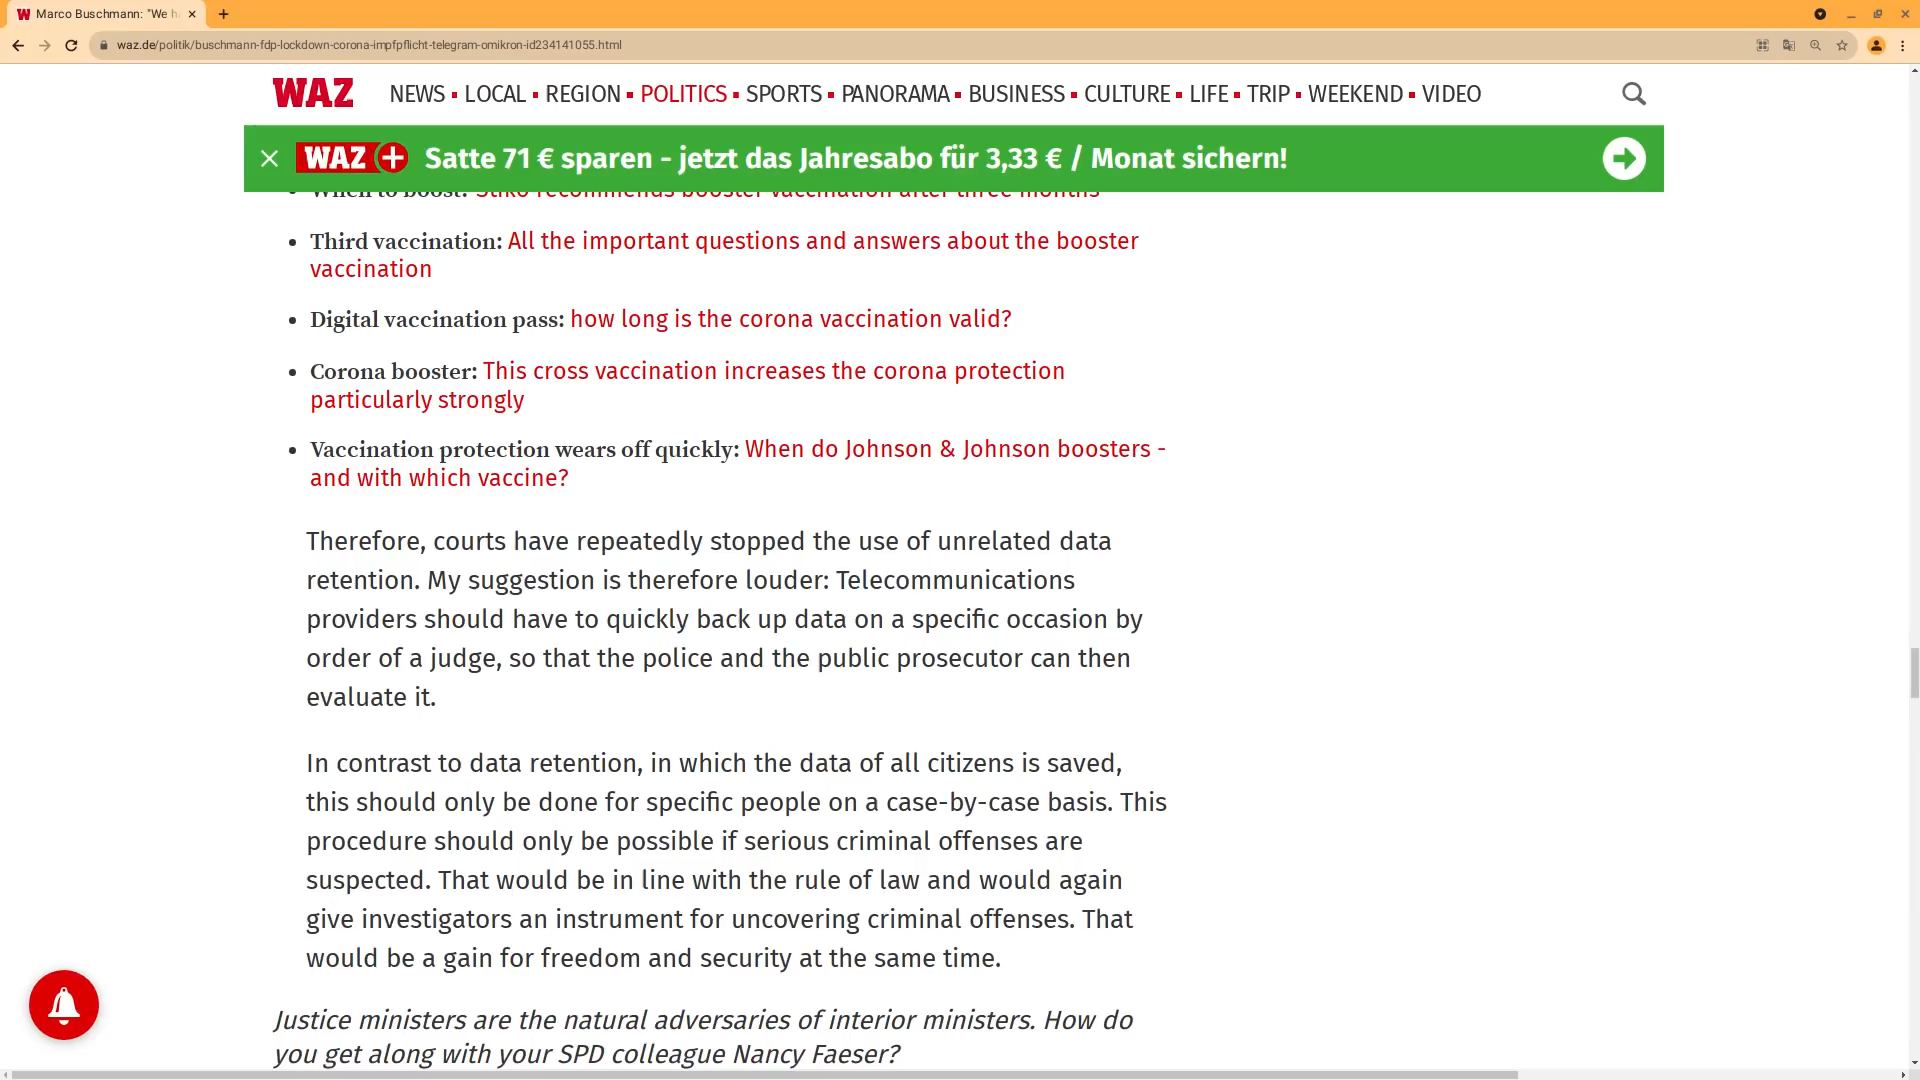 Marco Buschmann: "We h
waz.de/politik/buschmann-fdp-lockdown-corona-impfpflicht-telegram-omikron-id234141055.html
WAZ NEWS LOCAL REGION POLITICS SPORTS PANORAMA BUSINESS CULTURE LIFE TRIP WEEKEND VIDEO
WAZ + Satte 71 € sparen - jetzt das Jahresabo für 3,33 € / Monat sichern!
When to boost: Stiko recommends booster vaccination after three months
Third vaccination: All the important questions and answers about the booster
vaccination
Digital vaccination pass: how long is the corona vaccination valid?
Corona booster: This cross vaccination increases the corona protection
particularly strongly
Vaccination protection wears off quickly: When do Johnson & Johnson boosters -
and with which vaccine?
Therefore, courts have repeatedly stopped the use of unrelated data
retention. My suggestion is therefore louder: Telecommunications
providers should have to quickly back up data on a specific occasion by
order of a judge, so that the police and the public prosecutor can then
evaluate it.
In contrast to data retention, in which the data of all citizens is saved,
this should only be done for specific people on a case-by-case basis. This
procedure should only be possible if serious criminal offenses are
suspected. That would be in line with the rule of law and would again
give investigators an instrument for uncovering criminal offenses. That
would be a gain for freedom and security at the same time.
Justice ministers are the natural adversaries of interior ministers. How do
you get along with your SPD colleague Nancy Faeser?